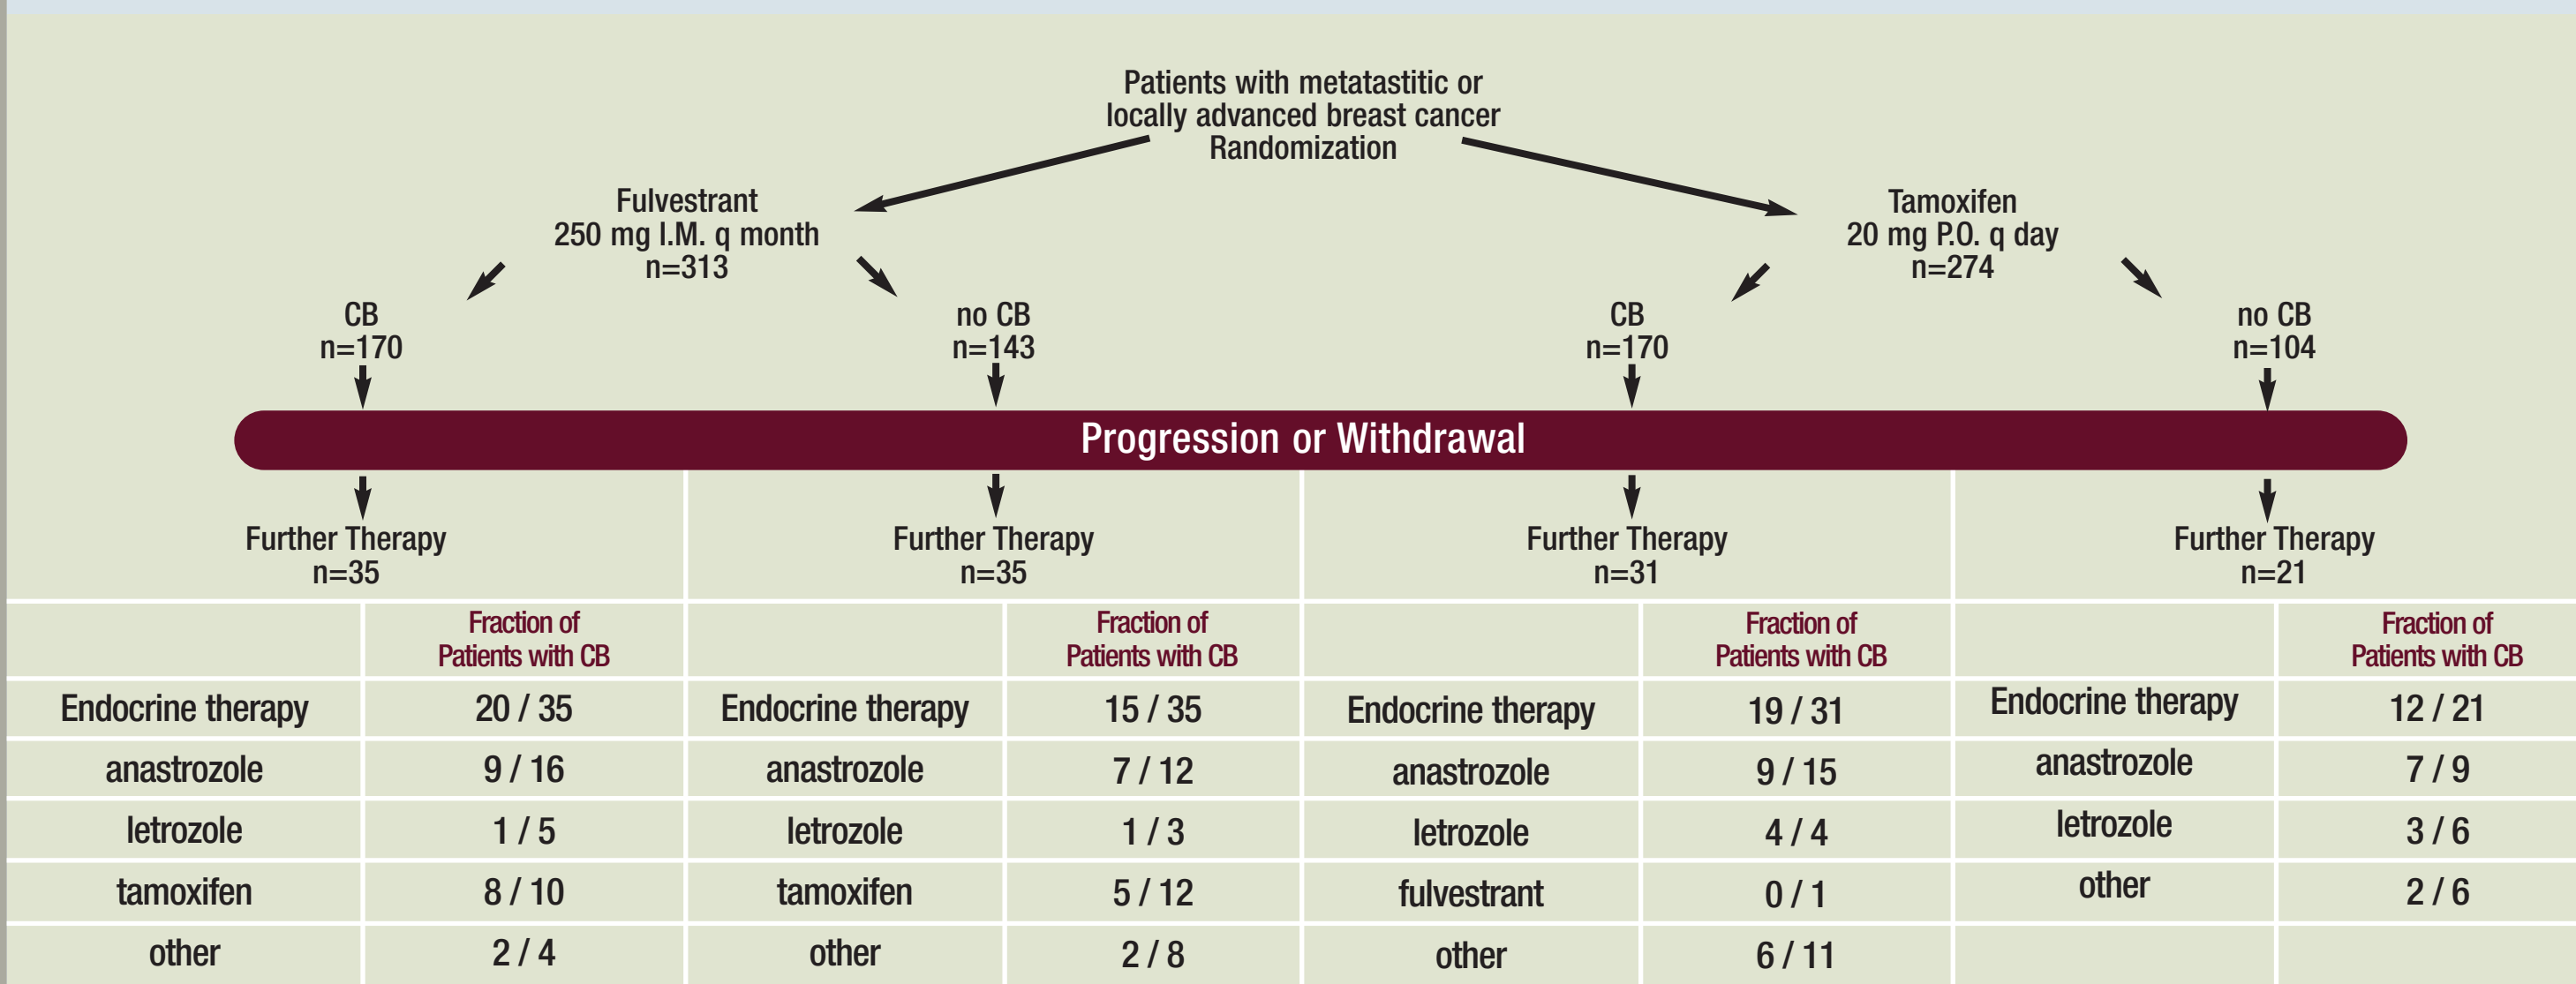 Patients with metatastitic or
locally advanced breast cancer
Randomization
Fulvestrant
250 mg I.M. q month
n=313
Tamoxifen
20 mg P.O. q day
n=274
CB
n=170
no CB
n=143
CB
n=170
no CB
n=104
Progression or Withdrawal
Further Therapy
n=35
Further Therapy
n=35
Further Therapy
n=31
Further Therapy
n=21
Fraction of
Patients with CB
Fraction of
Patients with CB
Fraction of
Patients with CB
Fraction of
Patients with CB
Endocrine therapy 20 / 35 Endocrine therapy 15 / 35 Endocrine therapy 19 / 31 Endocrine therapy 12 / 21
anastrozole 9 / 16 anastrozole 7 / 12 anastrozole 9 / 15 anastrozole 7 / 9
letrozole 1 / 5 letrozole 1 / 3 letrozole 4 / 4 letrozole 3 / 6
tamoxifen 8 / 10 tamoxifen 5 / 12 fulvestrant 0 / 1 other 2 / 6
other 2 / 4 other 2 / 8 other 6 / 11